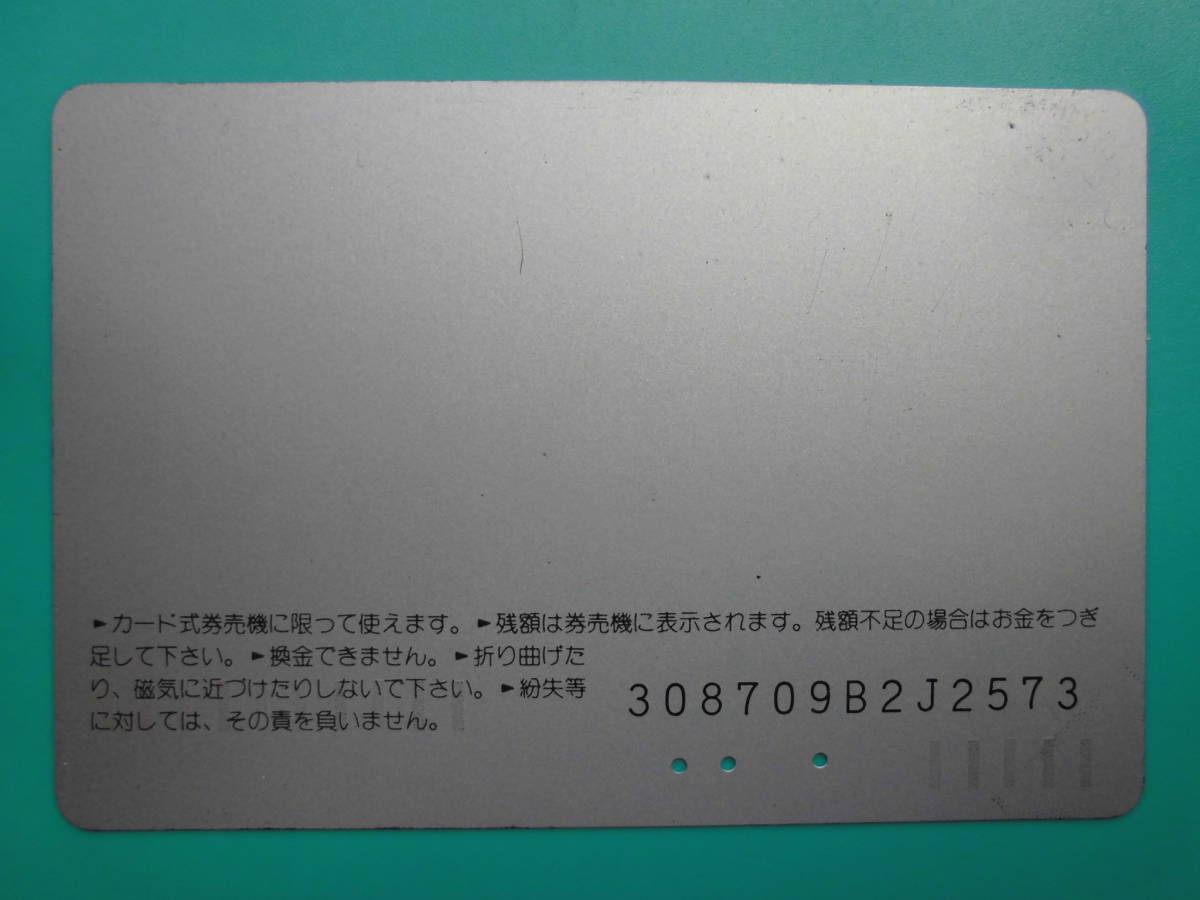 ►カード式券売機に限って使えます。►残額は券売機に表示されます。残額不足の場合はお金をつぎ
足して下さい。►換金できません。►折り曲げた
り、磁気に近づけたりしないで下さい。►紛失等
に対しては、その責を負いません。
308709B2J2573